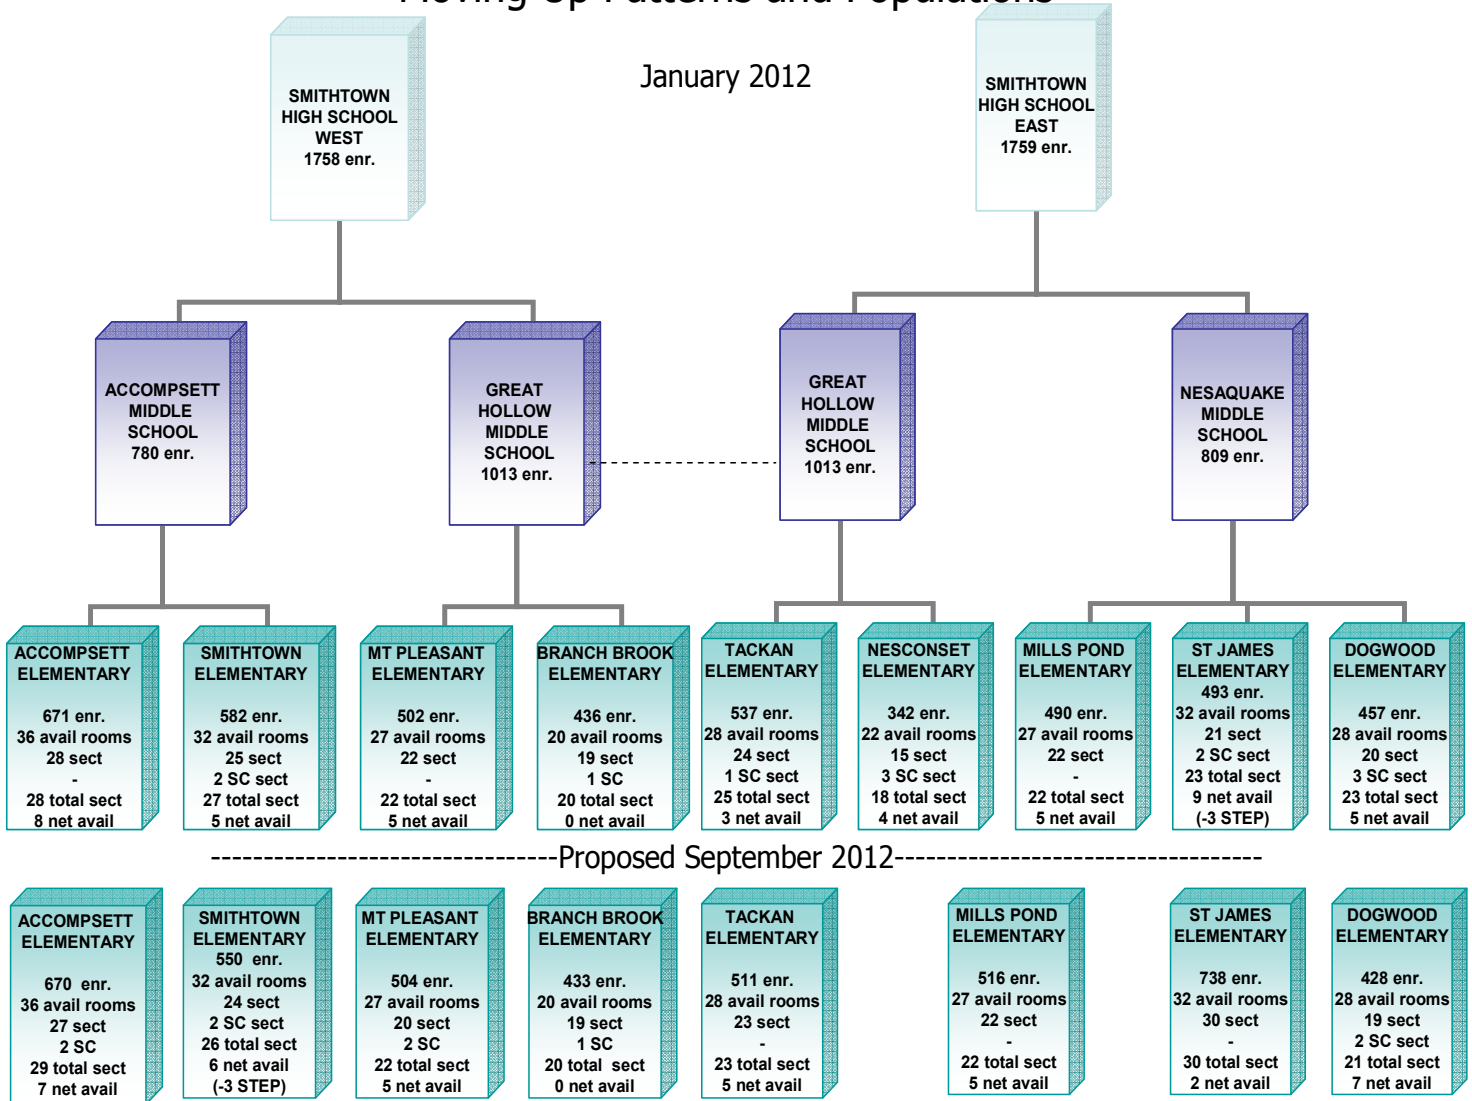 Moving Up Patterns and Populations
January 2012
SMITHTOWN
HIGH SCHOOL
WEST
1758 enr.
SMITHTOWN
HIGH SCHOOL
EAST
1759 enr.
ACCOMPSETT
MIDDLE
SCHOOL
780 enr.
GREAT
HOLLOW
MIDDLE
SCHOOL
1013 enr.
GREAT
HOLLOW
MIDDLE
SCHOOL
1013 enr.
NESAQUAKE
MIDDLE
SCHOOL
809 enr.
ACCOMPSETT
ELEMENTARY
671 enr.
36 avail rooms
28 sect
-
28 total sect
8 net avail
SMITHTOWN
ELEMENTARY
582 enr.
32 avail rooms
25 sect
2 SC sect
27 total sect
5 net avail
MT PLEASANT
ELEMENTARY
502 enr.
27 avail rooms
22 sect
-
22 total sect
5 net avail
BRANCH BROOK
ELEMENTARY
436 enr.
20 avail rooms
19 sect
1 SC
20 total sect
0 net avail
TACKAN
ELEMENTARY
537 enr.
28 avail rooms
24 sect
1 SC sect
25 total sect
3 net avail
NESCONSET
ELEMENTARY
342 enr.
22 avail rooms
15 sect
3 SC sect
18 total sect
4 net avail
MILLS POND
ELEMENTARY
490 enr.
27 avail rooms
22 sect
-
22 total sect
5 net avail
ST JAMES
ELEMENTARY
493 enr.
32 avail rooms
21 sect
2 SC sect
23 total sect
9 net avail
(-3 STEP)
DOGWOOD
ELEMENTARY
457 enr.
28 avail rooms
20 sect
3 SC sect
23 total sect
5 net avail
---------------------------------Proposed September 2012-----------------------------------
ACCOMPSETT
ELEMENTARY
670 enr.
36 avail rooms
27 sect
2 SC
29 total sect
7 net avail
SMITHTOWN
ELEMENTARY
550 enr.
32 avail rooms
24 sect
2 SC sect
26 total sect
6 net avail
(-3 STEP)
MT PLEASANT
ELEMENTARY
504 enr.
27 avail rooms
20 sect
2 SC
22 total sect
5 net avail
BRANCH BROOK
ELEMENTARY
433 enr.
20 avail rooms
19 sect
1 SC
20 total sect
0 net avail
TACKAN
ELEMENTARY
511 enr.
28 avail rooms
23 sect
-
23 total sect
5 net avail
MILLS POND
ELEMENTARY
516 enr.
27 avail rooms
22 sect
-
22 total sect
5 net avail
ST JAMES
ELEMENTARY
738 enr.
32 avail rooms
30 sect
-
30 total sect
2 net avail
DOGWOOD
ELEMENTARY
428 enr.
28 avail rooms
19 sect
2 SC sect
21 total sect
7 net avail